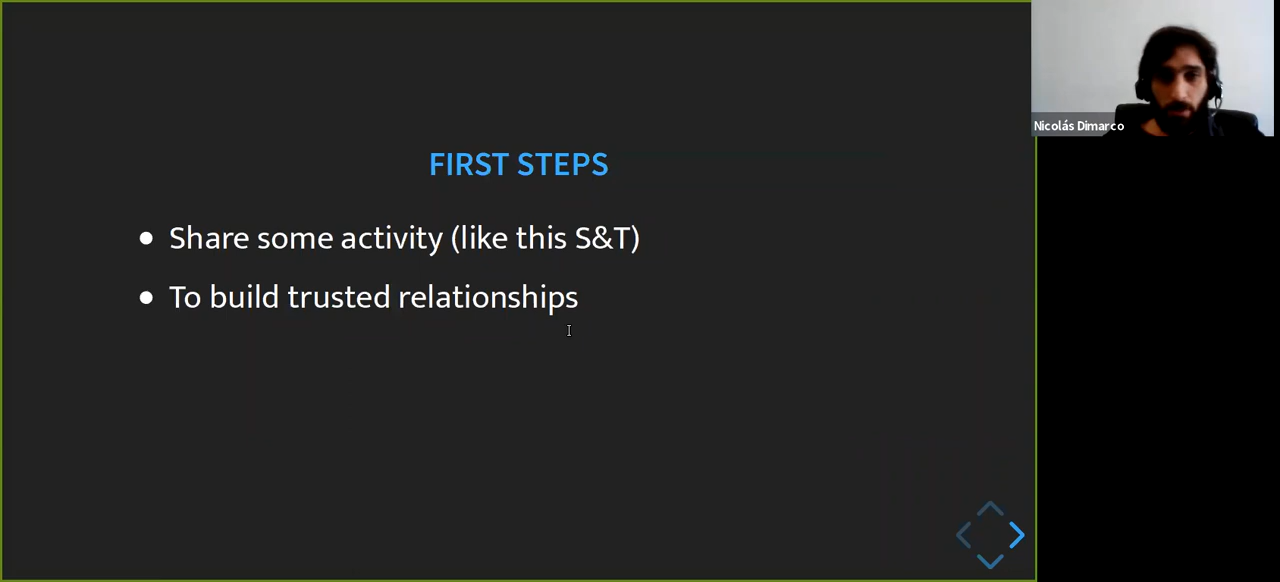 FIRST STEPS
● Share some activity (like this S&T)
● To build trusted relationships
Nicolás Dimarco